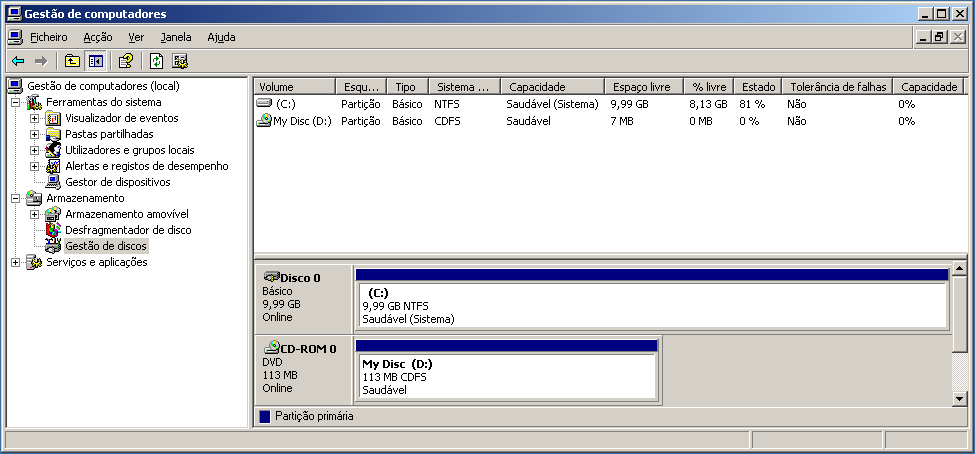 Gestão de computadores
Ficheiro Acção Ver Janela Ajuda
Gestão de computadores (local)
Ferramentas do sistema
Visualizador de eventos
Pastas partilhadas
Utilizadores e grupos locais
Alertas e registos de desempenho
Gestor de dispositivos
Armazenamento
Armazenamento amovível
Desfragmentador de disco
Gestão de discos
Serviços e aplicações
Volume Esqu... Tipo Sistema ... Capacidade Espaço livre % livre Estado Tolerância de falhas Capacidade
(C:) Partição Básico NTFS Saudável (Sistema) 9,99 GB 8,13 GB 81 % Não 0%
My Disc (D:) Partição Básico CDFS Saudável 7 MB 0 MB 0 % Não 0%
Disco 0
Básico
9,99 GB
Online
(C:)
9,99 GB NTFS
Saudável (Sistema)
CD-ROM 0
DVD
113 MB
Online
My Disc (D:)
113 MB CDFS
Saudável
Partição primária